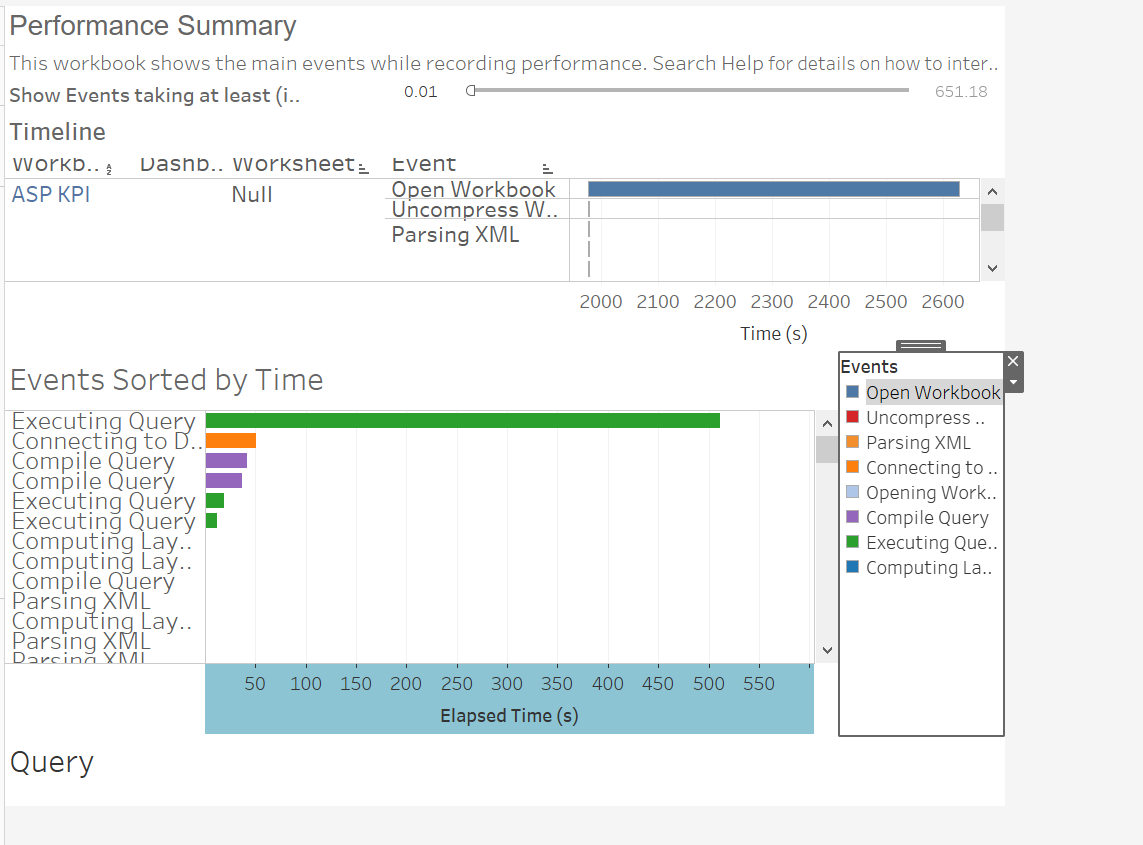 Performance Summary
This workbook shows the main events while recording performance. Search Help for details on how to inter..
Show Events taking at least (i.. 0.01 651.18
Timeline
Workb.. Dashb.. Worksheet Event
ASP KPI Null Open Workbook
Uncompress W..
Parsing XML
2000 2100 2200 2300 2400 2500 2600
Time (s)
Events Sorted by Time
Executing Query
Connecting to D..
Compile Query
Compile Query
Executing Query
Executing Query
Computing Lay..
Computing Lay..
Compile Query
Parsing XML
Computing Lay..
Parsing XML
Parsing XML
50 100 150 200 250 300 350 400 450 500 550
Elapsed Time (s)
Events
Open Workbook
Uncompress ..
Parsing XML
Connecting to ..
Opening Work..
Compile Query
Executing Que..
Computing La..
Query